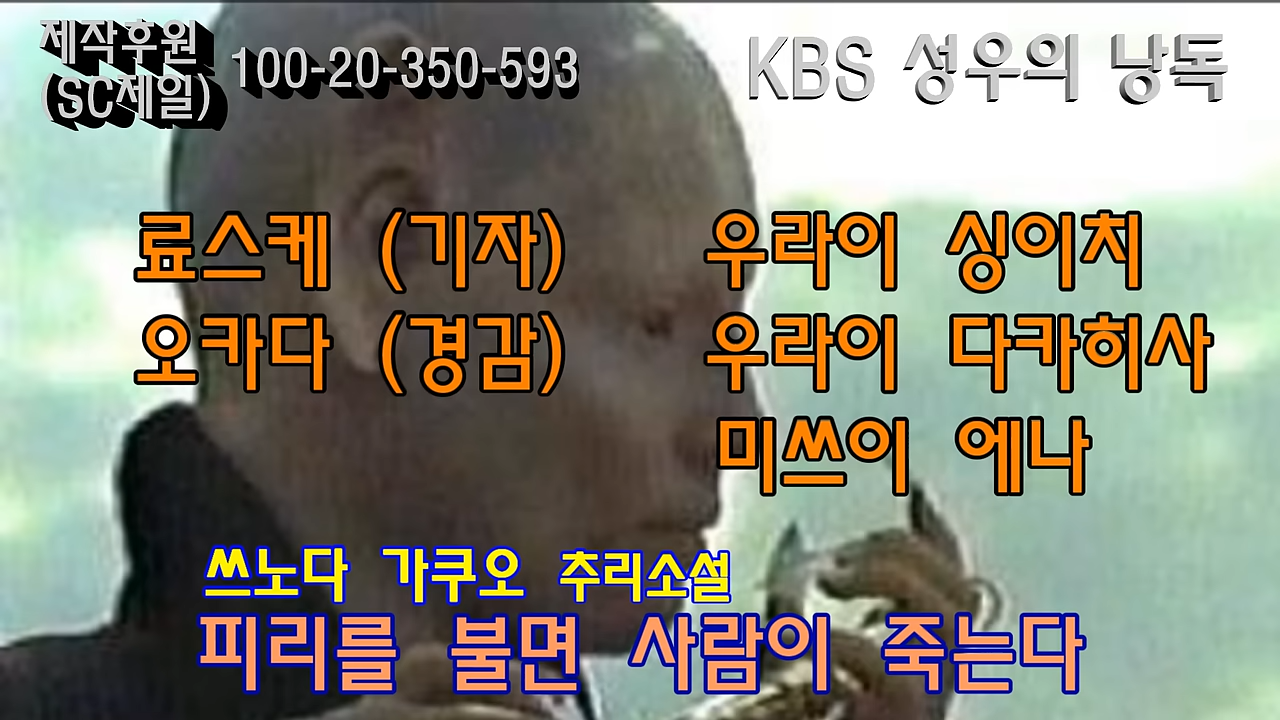 제작후원
(SC제일) 100-20-350-593
KBS 성우의 낭독
료스케 (기자) 우라이 싱이치
오카다 (경감) 우라이 다카히사
미쓰이 에나
쓰노다 가쿠오 추리소설
피리를 불면 사람이 죽는다